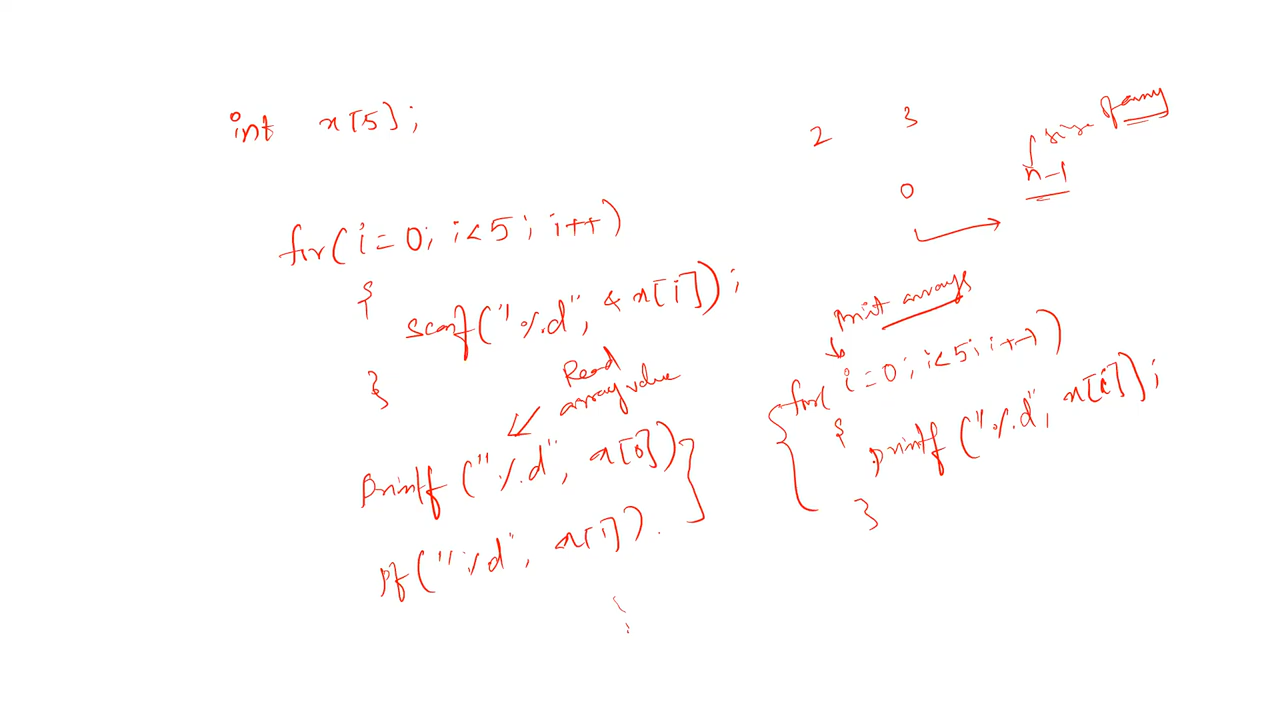 int x[5];
for(i=0; i<5; i++)
{
scanf("%d", &x[i]);
}
Read
array value
printf("%d", x[0])
pf("%d", x[1]).
2 3
size of array
0
n-1
print arrays
for( i=0; i<5; i++)
{
printf("%d", x[i]);
}